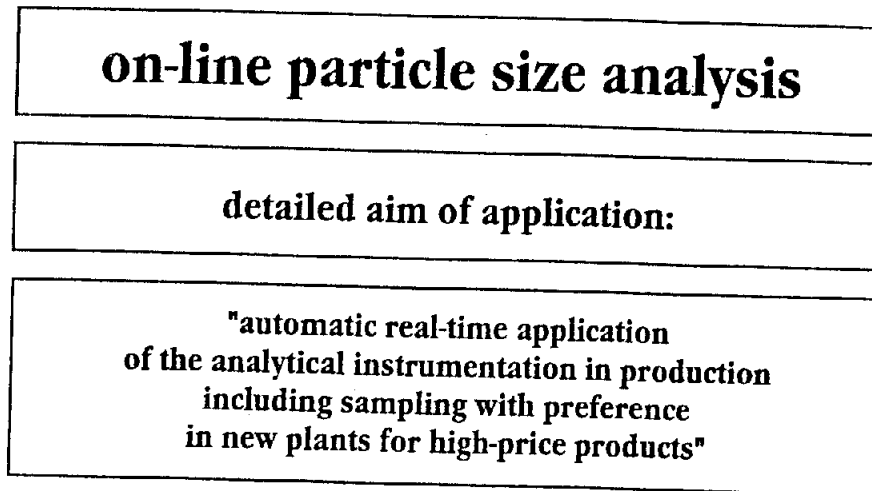 on-line particle size analysis
detailed aim of application:
"automatic real-time application
of the analytical instrumentation in production
including sampling with preference
in new plants for high-price products"